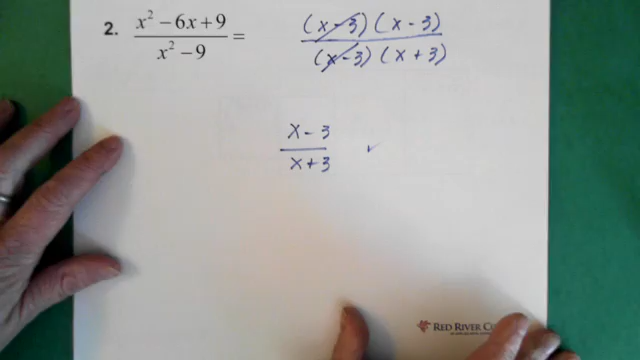 2. (x² - 6x + 9)/(x² - 9) = ((x - 3)(x - 3))/((x - 3)(x + 3))
(x - 3)/(x + 3)
RED RIVER